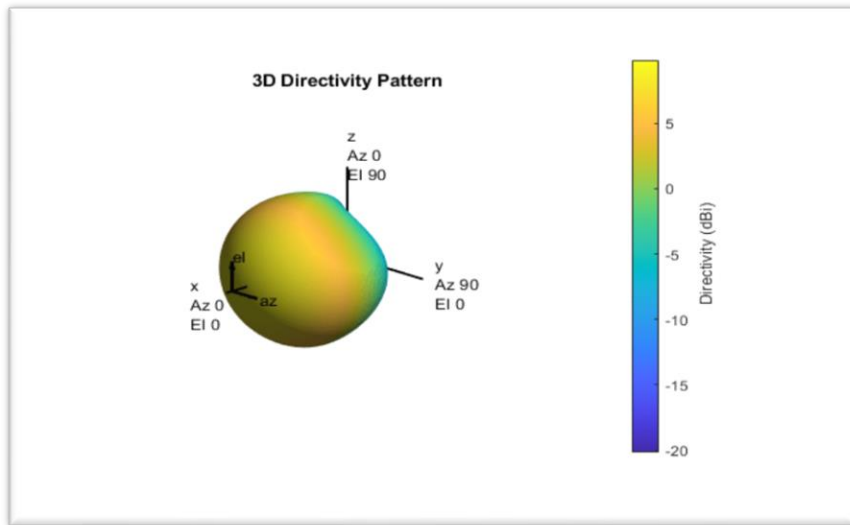 3D Directivity Pattern
z
Az 0
El 90
el
az
x
Az 0
El 0
y
Az 90
El 0
5
0
-5
-10
-15
-20
Directivity (dBi)